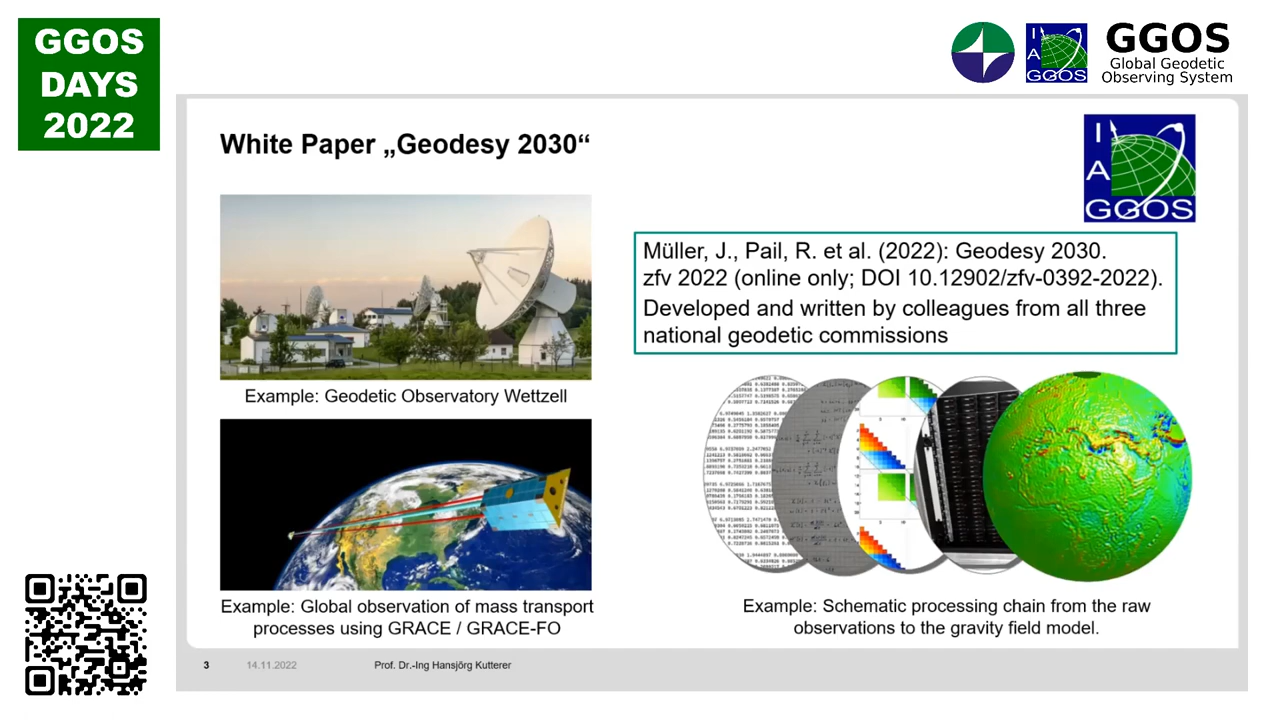 GGOS
DAYS
2022
I
A
GGOS
GGOS
Global Geodetic
Observing System
White Paper „Geodesy 2030“
I
A
GGOS
Müller, J., Pail, R. et al. (2022): Geodesy 2030.
zfv 2022 (online only; DOI 10.12902/zfv-0392-2022).
Developed and written by colleagues from all three
national geodetic commissions
Example: Geodetic Observatory Wettzell
Example: Global observation of mass transport
processes using GRACE / GRACE-FO
Example: Schematic processing chain from the raw
observations to the gravity field model.
3
14.11.2022
Prof. Dr.-Ing Hansjörg Kutterer